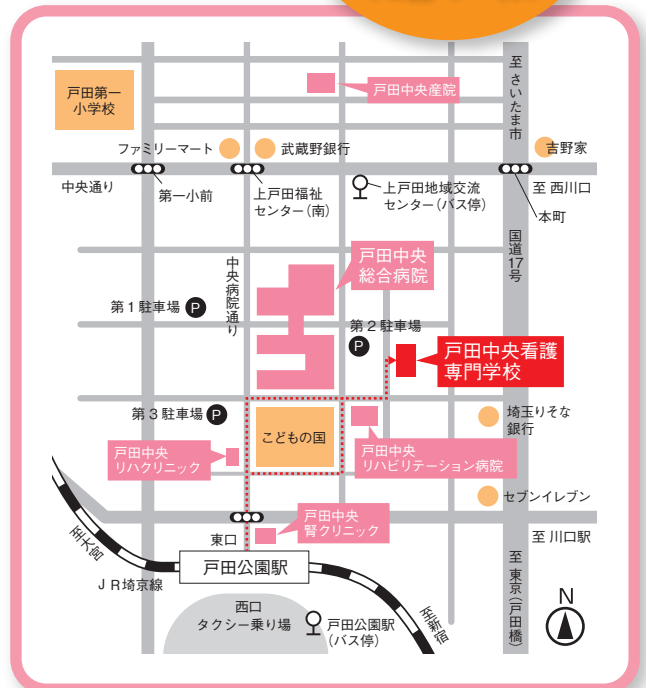 戸田第一
小学校
戸田中央産院
至 さいたま市
ファミリーマート
武蔵野銀行
吉野家
中央通り
第一小前
上戸田福祉
センター(南)
上戸田地域交流
センター(バス停)
至 西川口
本町
国道17号
中央病院通り
戸田中央
総合病院
第1駐車場
P
第2駐車場
P
戸田中央看護
専門学校
第3駐車場
P
こどもの国
戸田中央
リハクリニック
戸田中央
リハビリテーション病院
埼玉りそな
銀行
セブンイレブン
戸田中央
腎クリニック
東口
至 川口駅
至大宮
戸田公園駅
JR埼京線
西口
タクシー乗り場
戸田公園駅
(バス停)
至新宿
至 東京(戸田橋)
N